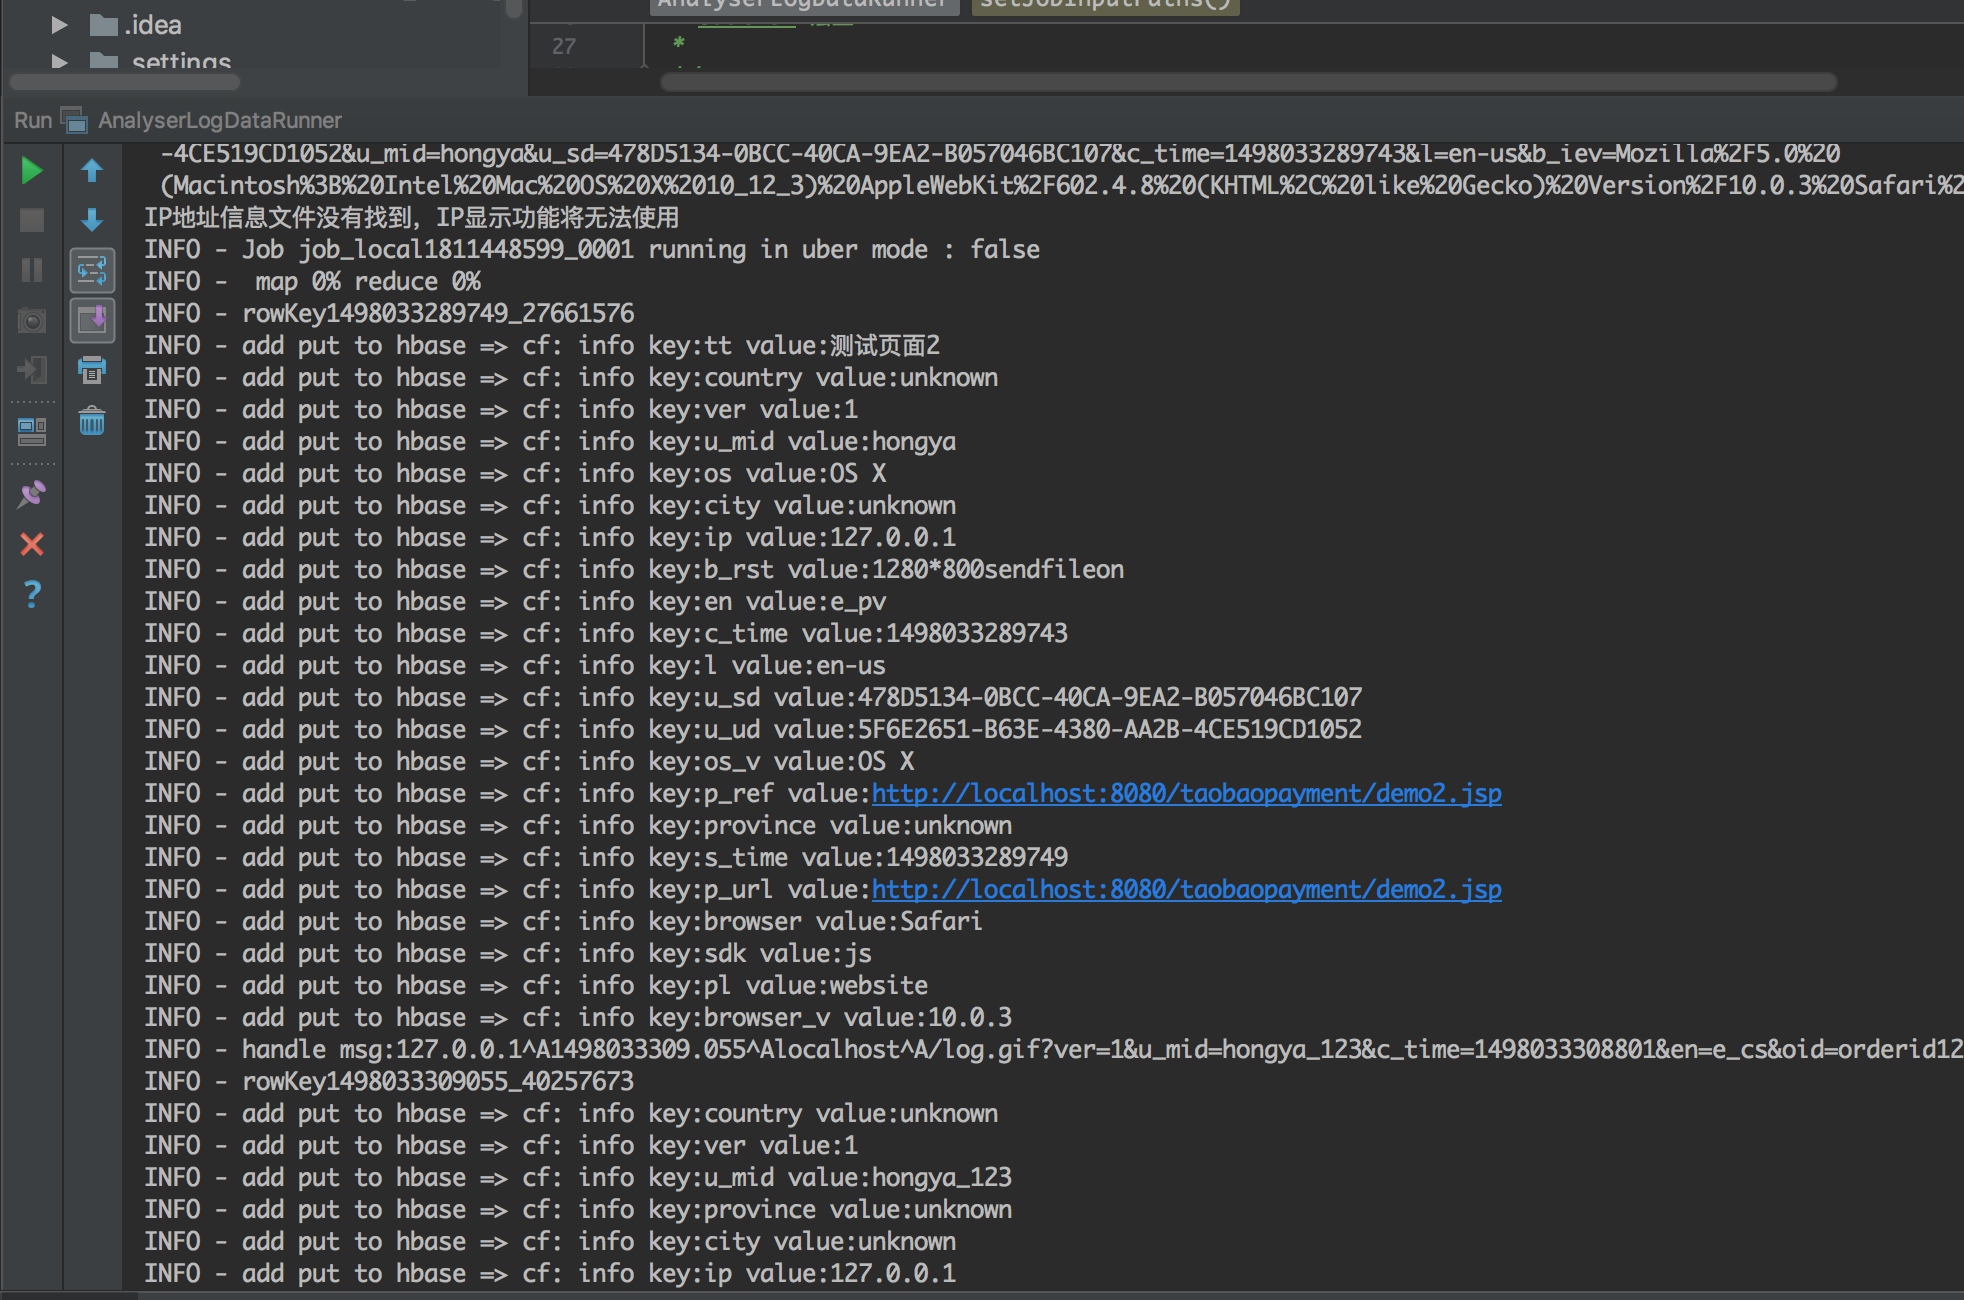 .idea
settings
AnalyserLogDataRunner
setJobInputPaths()
27
*
Run
AnalyserLogDataRunner
-4CE519CD1052&u_mid=hongya&u_sd=478D5134-0BCC-40CA-9EA2-B057046BC107&c_time=1498033289743&l=en-us&b_iev=Mozilla%2F5.0%20
(Macintosh%3B%20Intel%20Mac%20OS%20X%2010_12_3)%20AppleWebKit%2F602.4.8%20(KHTML%2C%20like%20Gecko)%20Version%2F10.0.3%20Safari%2
IP地址信息文件没有找到，IP显示功能将无法使用
INFO - Job job_local1811448599_0001 running in uber mode : false
INFO -  map 0% reduce 0%
INFO - rowKey1498033289749_27661576
INFO - add put to hbase => cf: info key:tt value:测试页面2
INFO - add put to hbase => cf: info key:country value:unknown
INFO - add put to hbase => cf: info key:ver value:1
INFO - add put to hbase => cf: info key:u_mid value:hongya
INFO - add put to hbase => cf: info key:os value:OS X
INFO - add put to hbase => cf: info key:city value:unknown
INFO - add put to hbase => cf: info key:ip value:127.0.0.1
INFO - add put to hbase => cf: info key:b_rst value:1280*800sendfileon
INFO - add put to hbase => cf: info key:en value:e_pv
INFO - add put to hbase => cf: info key:c_time value:1498033289743
INFO - add put to hbase => cf: info key:l value:en-us
INFO - add put to hbase => cf: info key:u_sd value:478D5134-0BCC-40CA-9EA2-B057046BC107
INFO - add put to hbase => cf: info key:u_ud value:5F6E2651-B63E-4380-AA2B-4CE519CD1052
INFO - add put to hbase => cf: info key:os_v value:OS X
INFO - add put to hbase => cf: info key:p_ref value:http://localhost:8080/taobaopayment/demo2.jsp
INFO - add put to hbase => cf: info key:province value:unknown
INFO - add put to hbase => cf: info key:s_time value:1498033289749
INFO - add put to hbase => cf: info key:p_url value:http://localhost:8080/taobaopayment/demo2.jsp
INFO - add put to hbase => cf: info key:browser value:Safari
INFO - add put to hbase => cf: info key:sdk value:js
INFO - add put to hbase => cf: info key:pl value:website
INFO - add put to hbase => cf: info key:browser_v value:10.0.3
INFO - handle msg:127.0.0.1^A1498033309.055^Alocalhost^A/log.gif?ver=1&u_mid=hongya_123&c_time=1498033308801&en=e_cs&oid=orderid12
INFO - rowKey1498033309055_40257673
INFO - add put to hbase => cf: info key:country value:unknown
INFO - add put to hbase => cf: info key:ver value:1
INFO - add put to hbase => cf: info key:u_mid value:hongya_123
INFO - add put to hbase => cf: info key:province value:unknown
INFO - add put to hbase => cf: info key:city value:unknown
INFO - add put to hbase => cf: info key:ip value:127.0.0.1